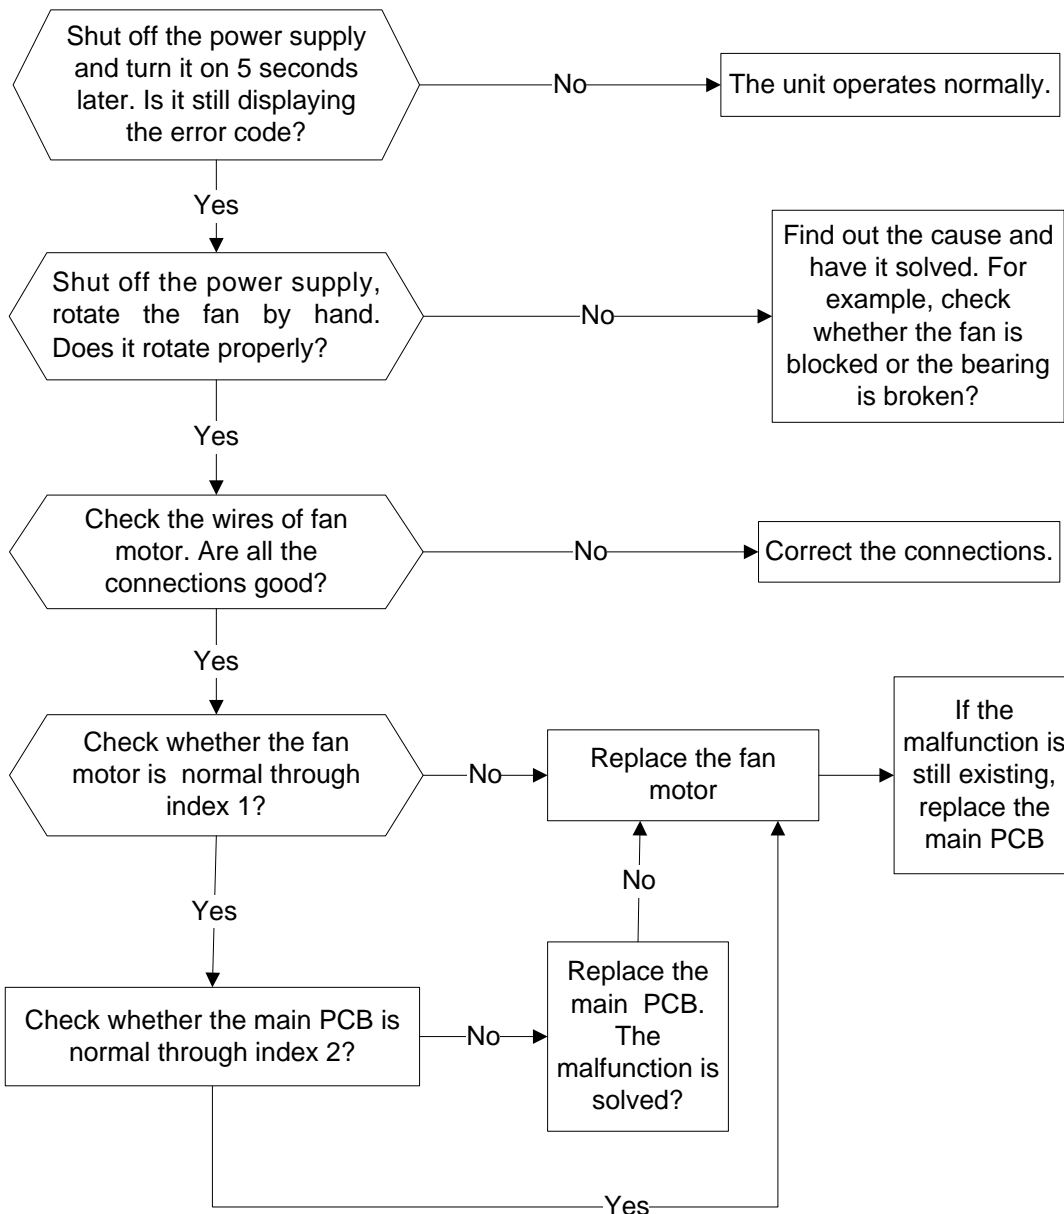 Shut off the power supply
and turn it on 5 seconds
later. Is it still displaying
the error code?
No
The unit operates normally.
Yes
Shut off the power supply,
rotate the fan by hand.
Does it rotate properly?
No
Find out the cause and
have it solved. For
example, check
whether the fan is
blocked or the bearing
is broken?
Yes
Check the wires of fan
motor. Are all the
connections good?
No
Correct the connections.
Yes
Check whether the fan
motor is normal through
index 1?
No
Replace the fan
motor
If the
malfunction is
still existing,
replace the
main PCB
Yes
No
Check whether the main PCB is
normal through index 2?
No
Replace the
main PCB.
The
malfunction is
solved?
Yes